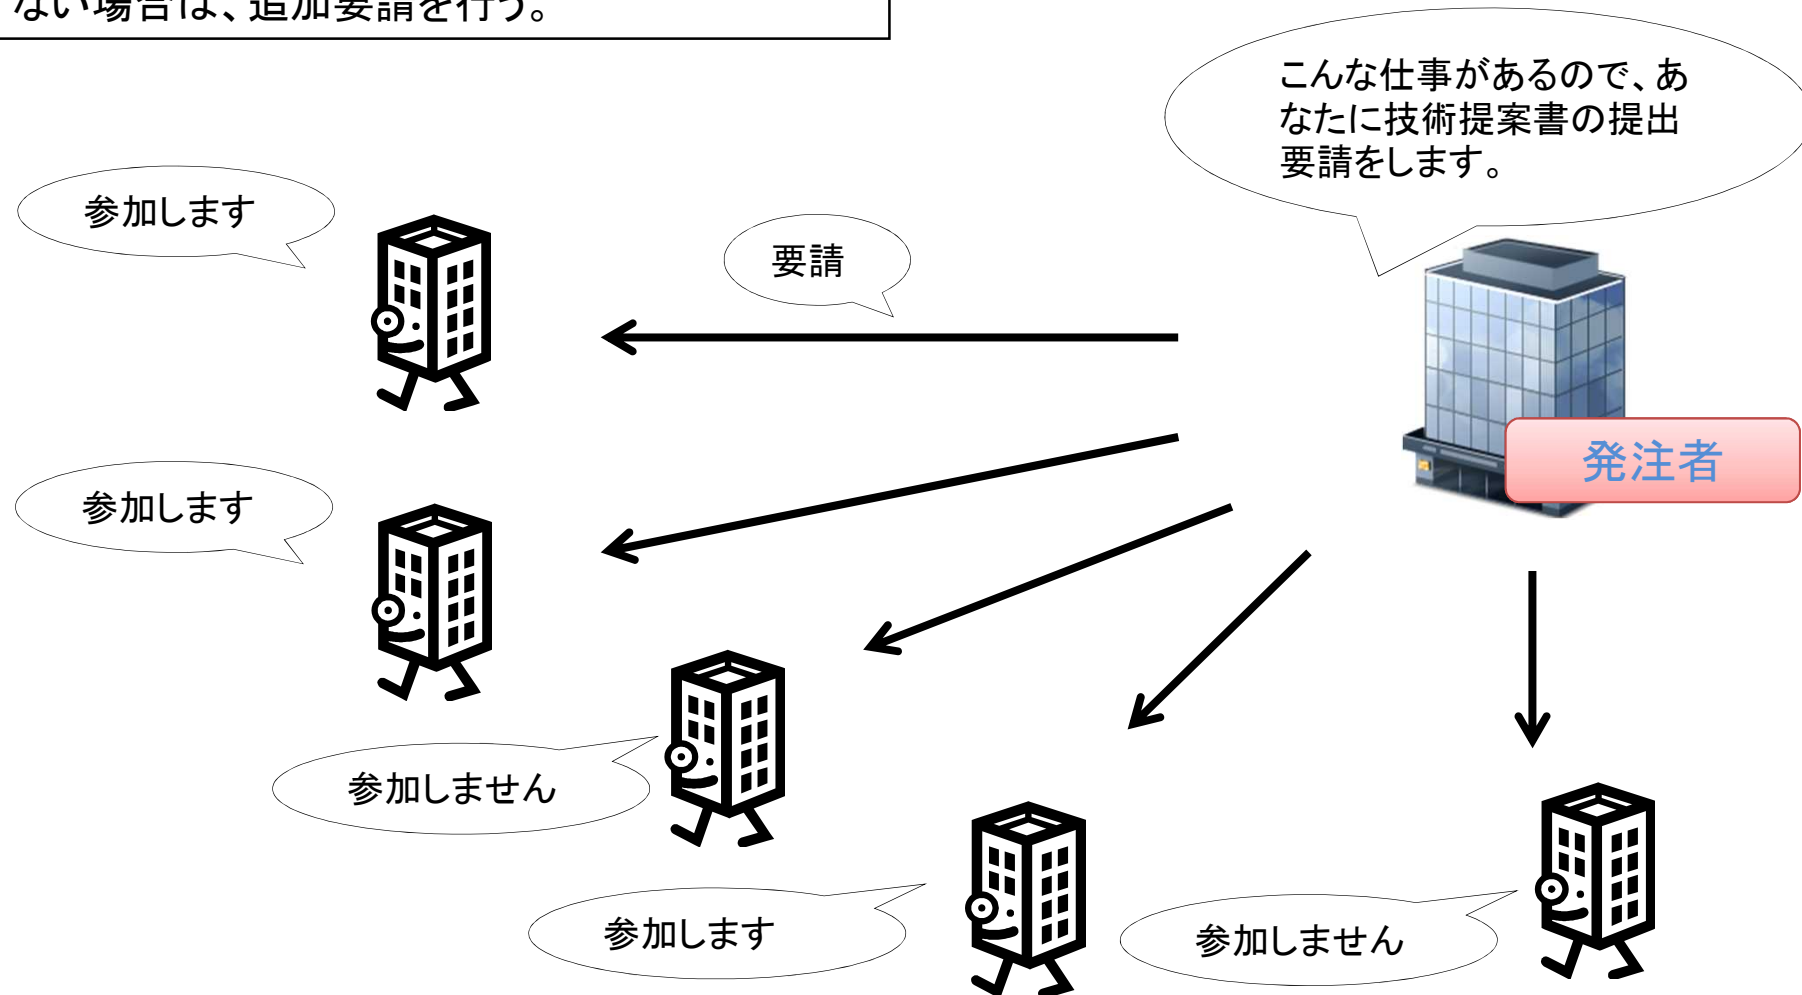 ない場合は、追加要請を行う。
こんな仕事があるので、あ
なたに技術提案書の提出
要請をします。
参加します
要請
発注者
参加します
参加しません
参加します
参加しません